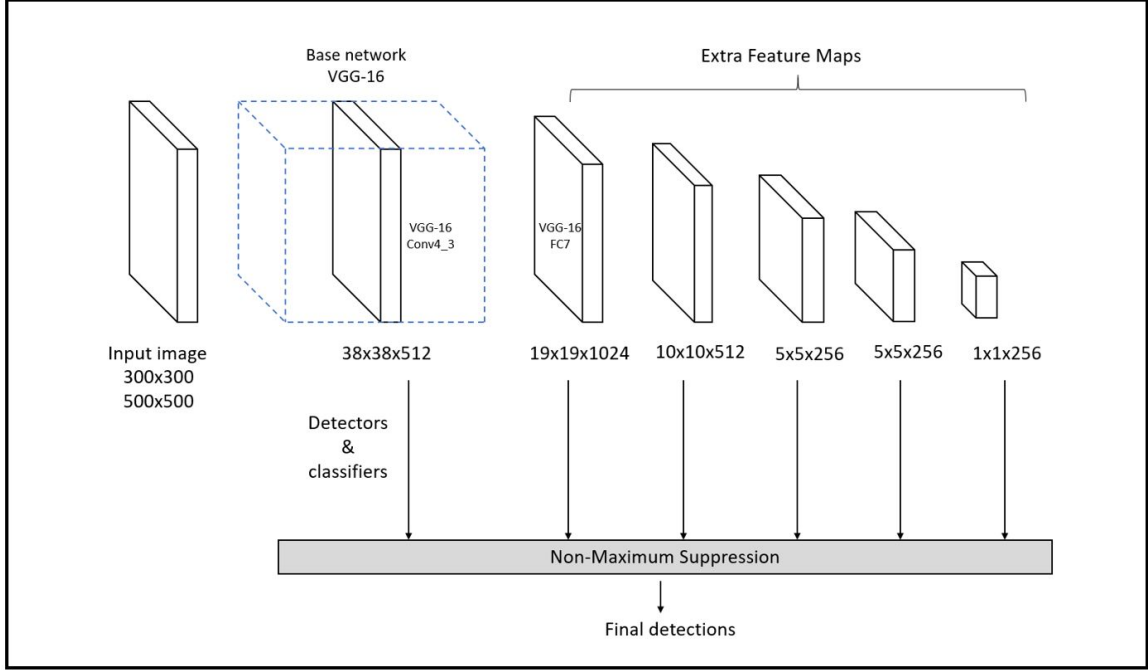 Base network
VGG-16
Extra Feature Maps
VGG-16
Conv4_3
VGG-16
FC7
Input image
300x300
500x500
38x38x512
19x19x1024
10x10x512
5x5x256
5x5x256
1x1x256
Detectors
&
classifiers
Non-Maximum Suppression
Final detections